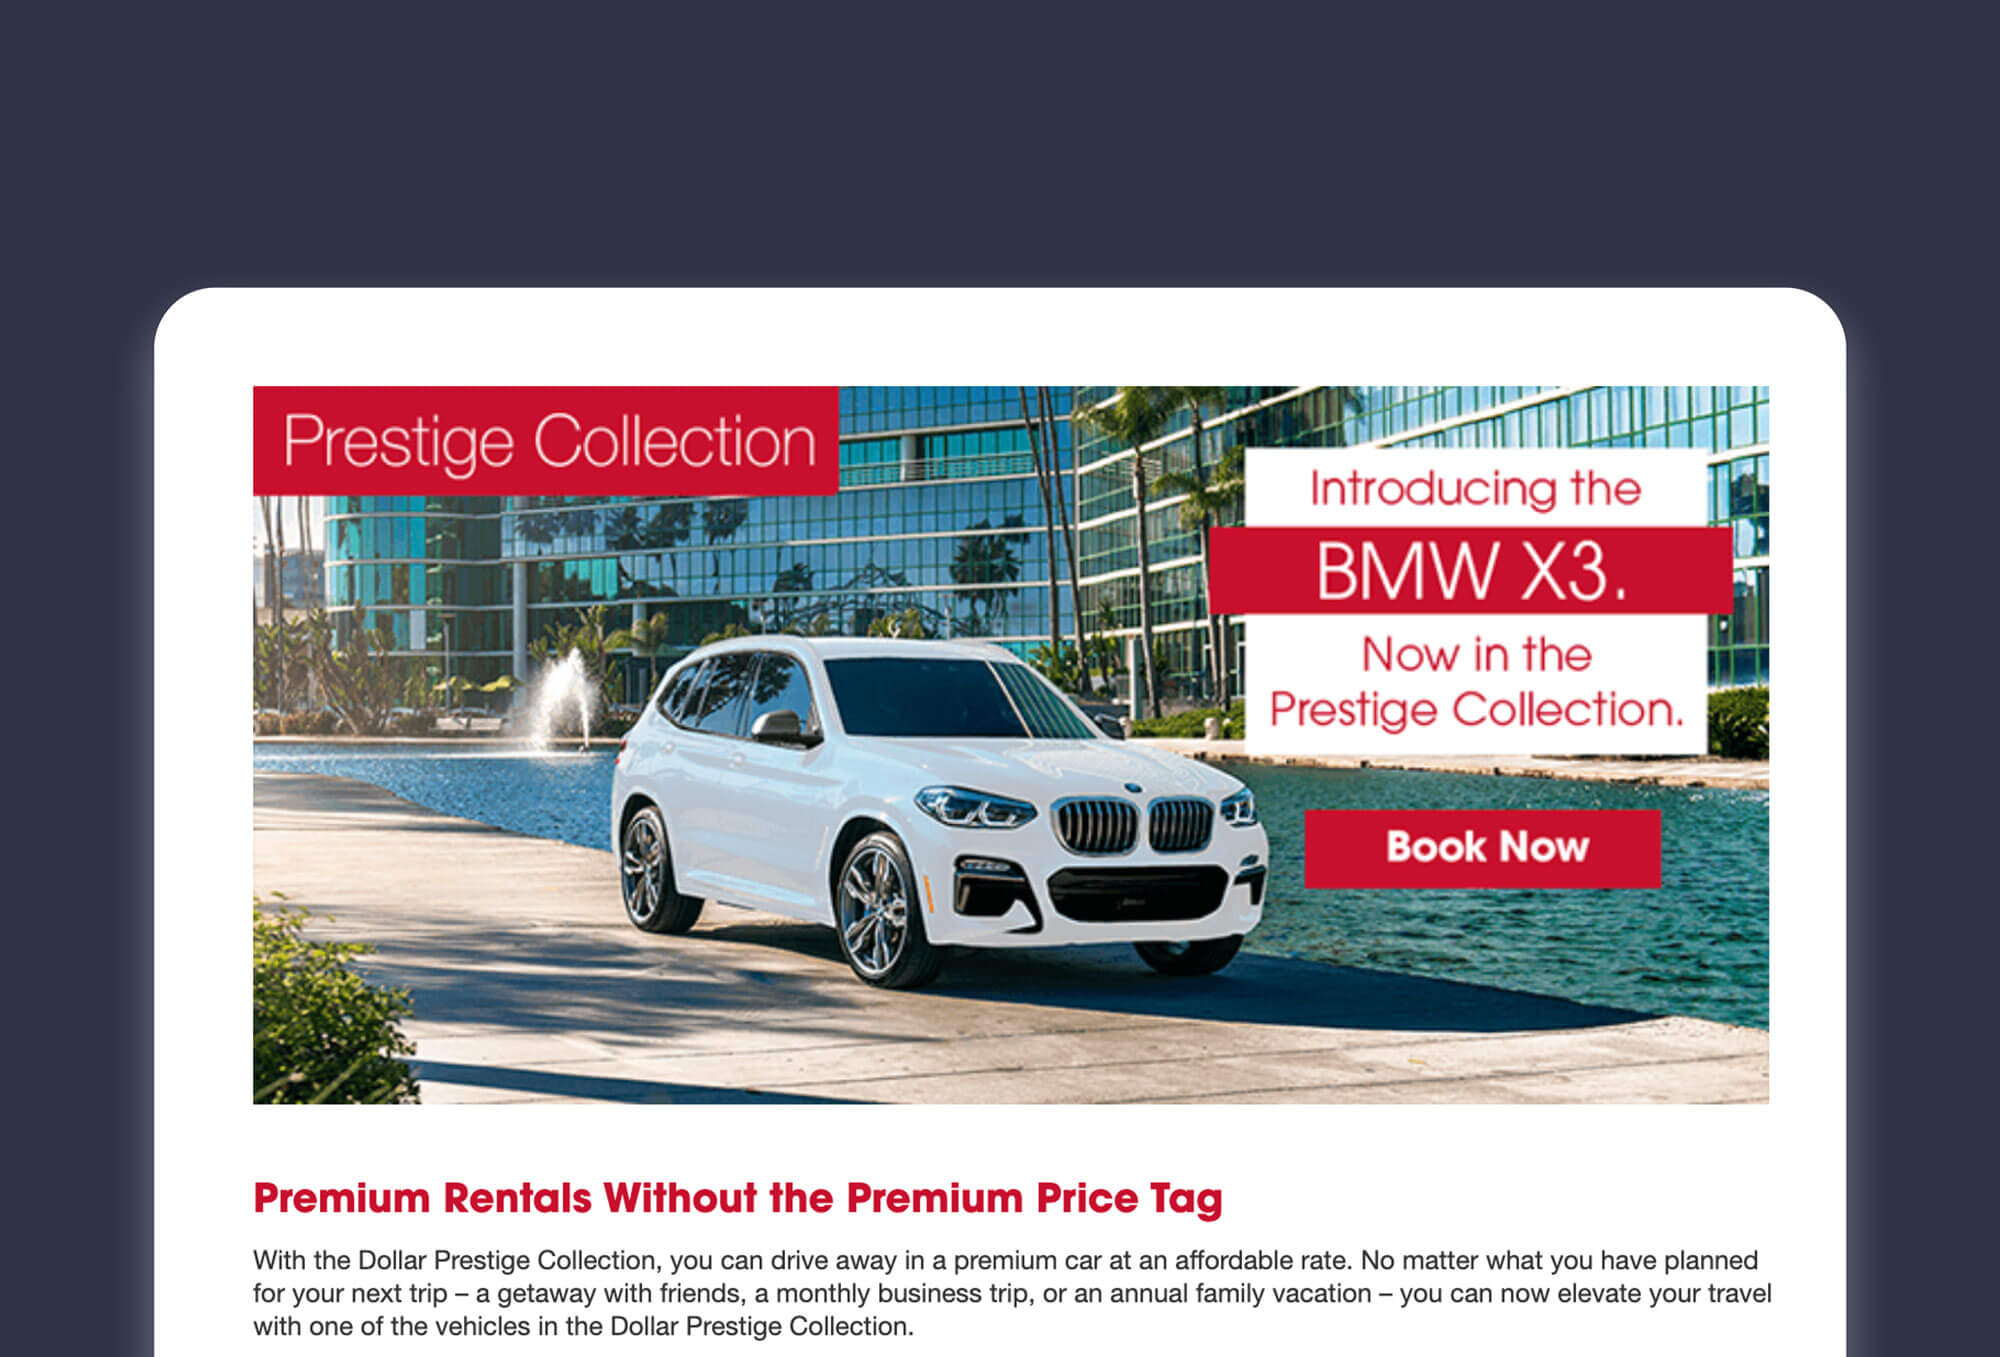 Prestige Collection
Introducing the
BMW X3.
Now in the
Prestige Collection.
Book Now
Premium Rentals Without the Premium Price Tag
With the Dollar Prestige Collection, you can drive away in a premium car at an affordable rate. No matter what you have planned
for your next trip – a getaway with friends, a monthly business trip, or an annual family vacation – you can now elevate your travel
with one of the vehicles in the Dollar Prestige Collection.